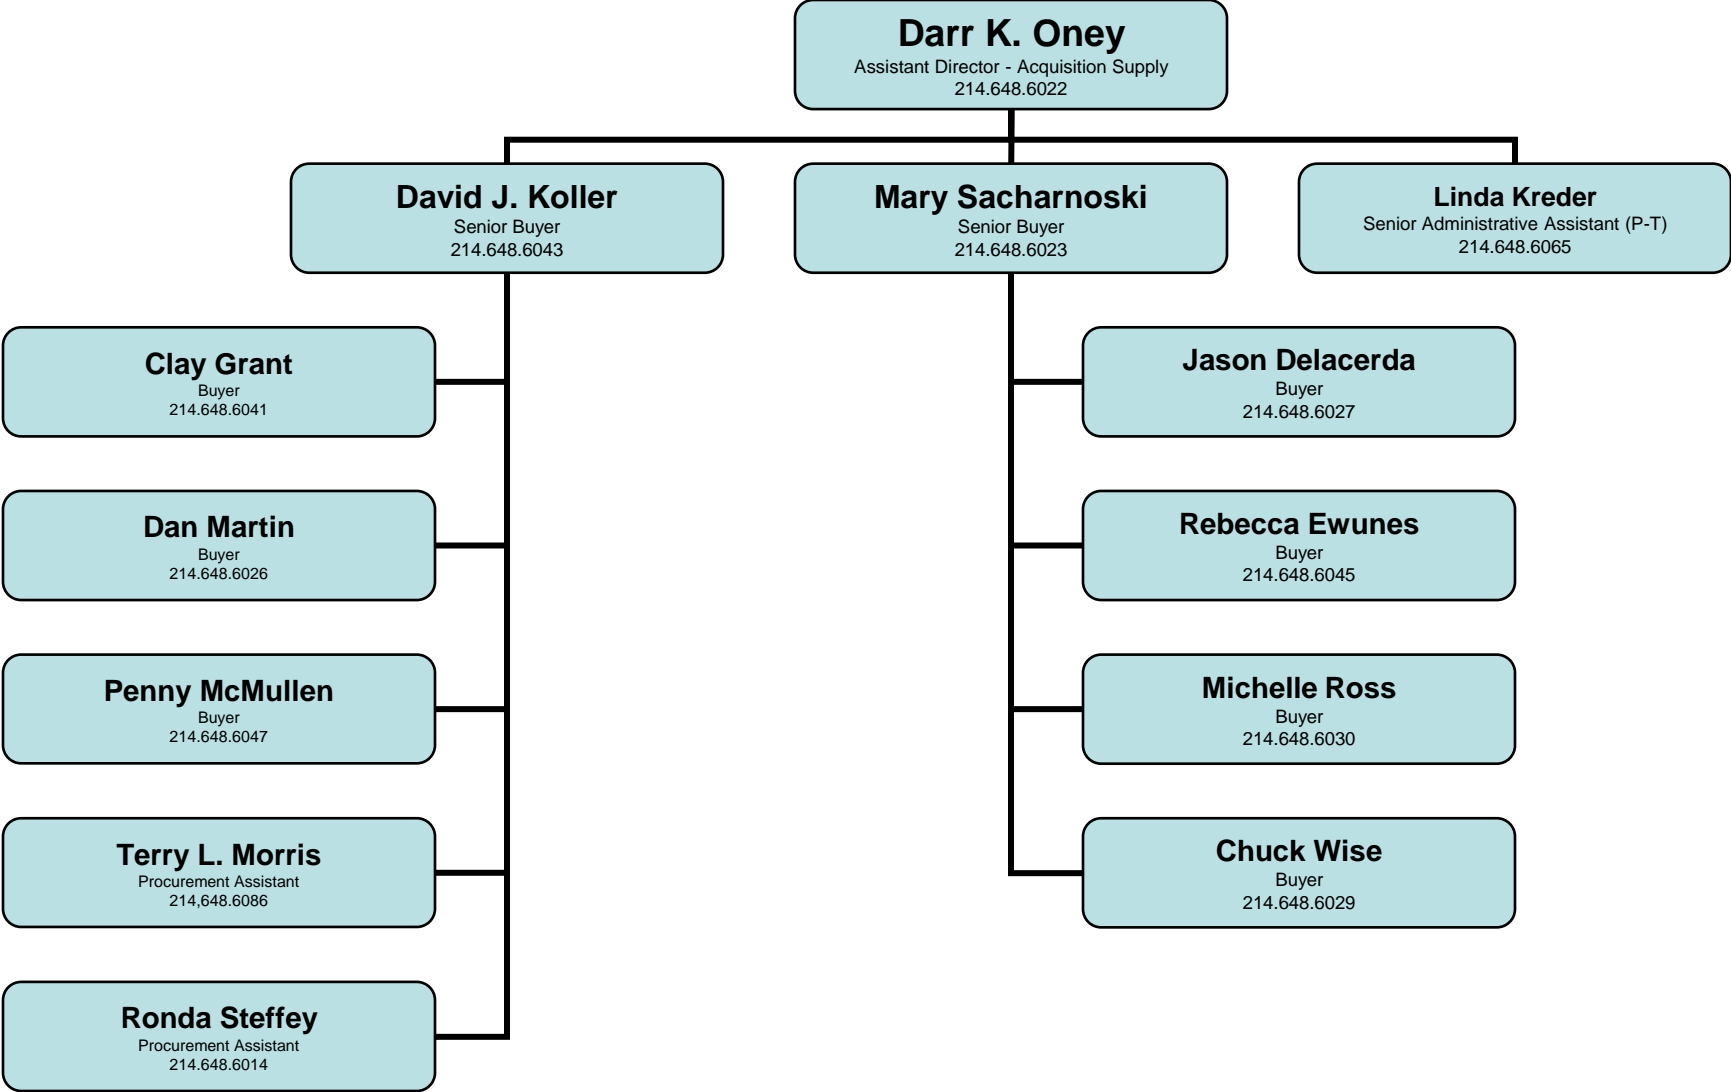 Darr K. Oney
Assistant Director - Acquisition Supply
214.648.6022
David J. Koller
Senior Buyer
214.648.6043
Mary Sacharnoski
Senior Buyer
214.648.6023
Linda Kreder
Senior Administrative Assistant (P-T)
214.648.6065
Clay Grant
Buyer
214.648.6041
Dan Martin
Buyer
214.648.6026
Penny McMullen
Buyer
214.648.6047
Terry L. Morris
Procurement Assistant
214,648.6086
Ronda Steffey
Procurement Assistant
214.648.6014
Jason Delacerda
Buyer
214.648.6027
Rebecca Ewunes
Buyer
214.648.6045
Michelle Ross
Buyer
214.648.6030
Chuck Wise
Buyer
214.648.6029